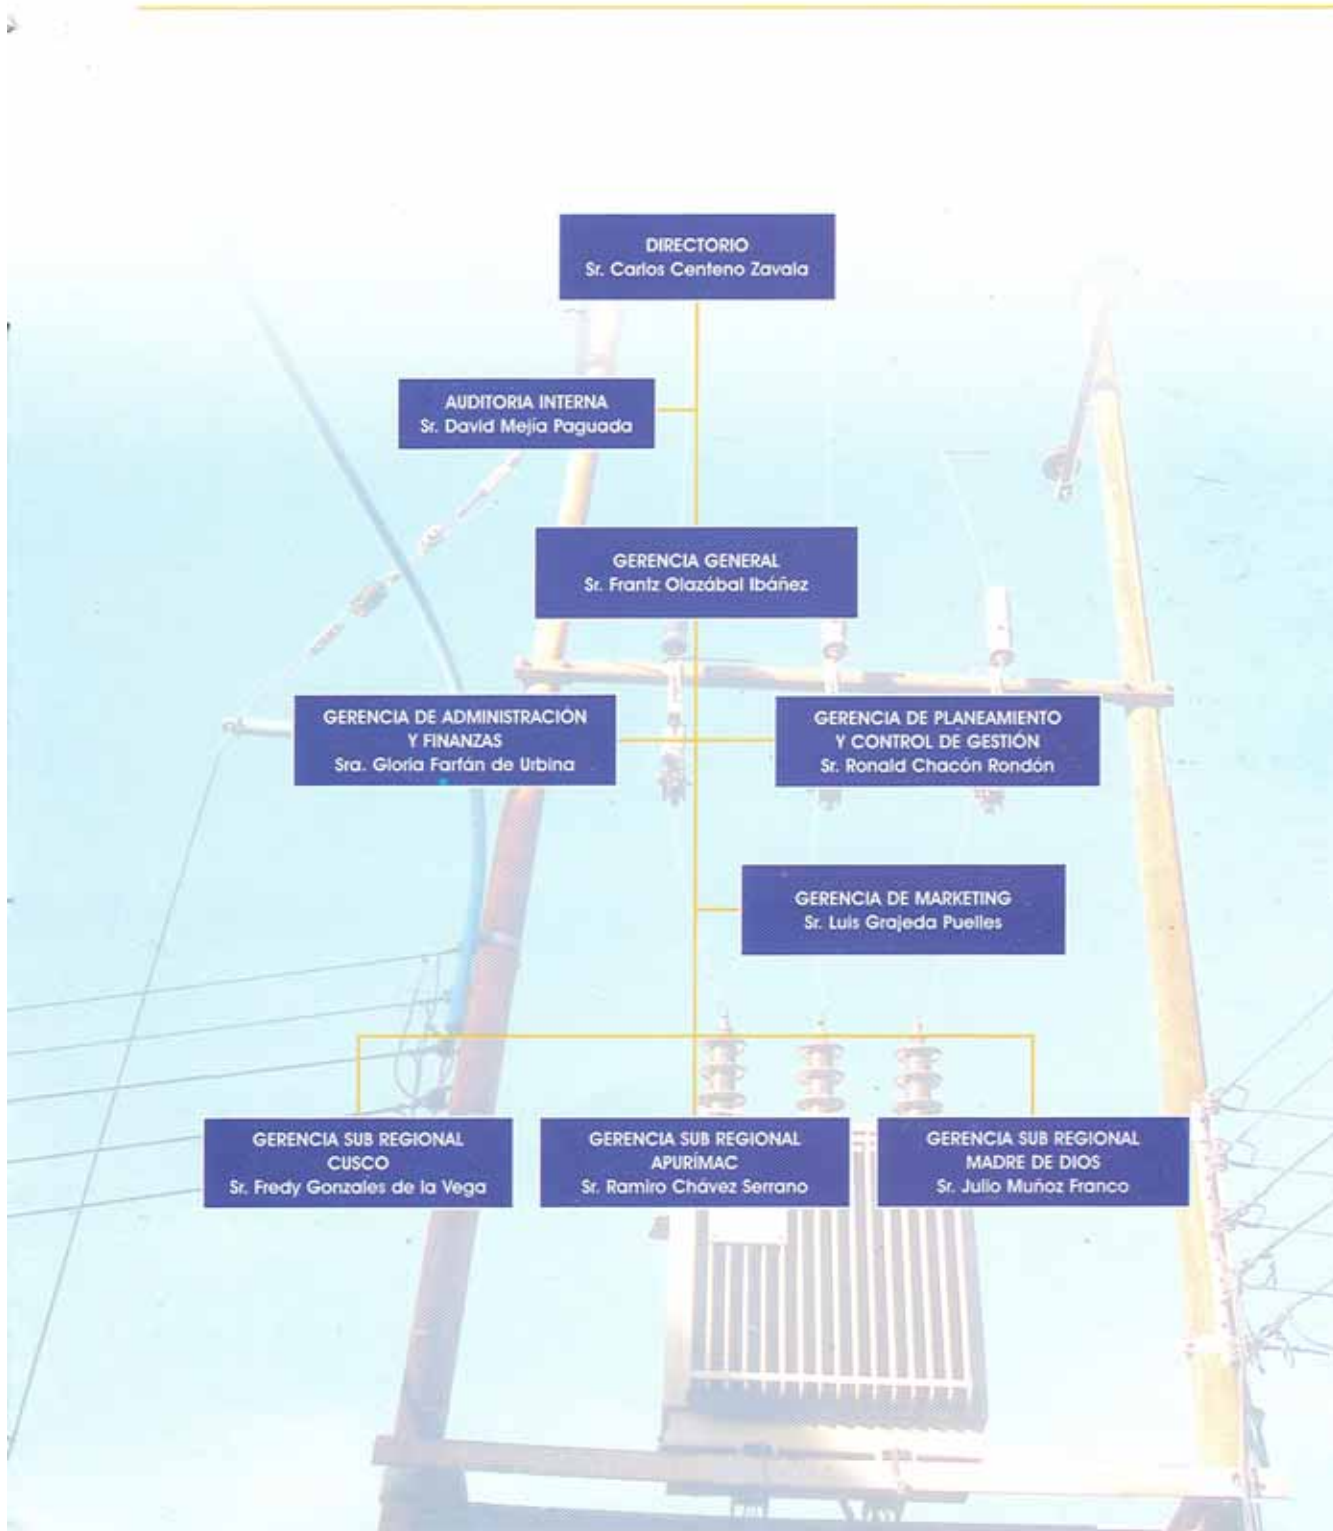 DIRECTORIO
Sr. Carlos Centeno Zavala
AUDITORIA INTERNA
Sr. David Mejía Paguada
GERENCIA GENERAL
Sr. Frantz Olazábal Ibáñez
GERENCIA DE ADMINISTRACIÓN
Y FINANZAS
Sra. Gloria Farfán de Urbina
GERENCIA DE PLANEAMIENTO
Y CONTROL DE GESTIÓN
Sr. Ronald Chacón Rondón
GERENCIA DE MARKETING
Sr. Luis Grajeda Puelles
GERENCIA SUB REGIONAL
CUSCO
Sr. Fredy Gonzales de la Vega
GERENCIA SUB REGIONAL
APURÍMAC
Sr. Ramiro Chávez Serrano
GERENCIA SUB REGIONAL
MADRE DE DIOS
Sr. Julio Muñoz Franco